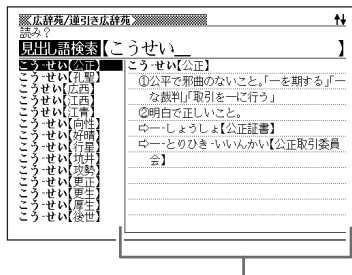 広辞苑/逆引き広辞苑
読み?
見出し語検索【こうせい_ 】
こう‐せい【公正】
こう‐せい【孔聖】
こう‐せい【広西】
こう‐せい【江西】
こう‐せい【江青】
こう‐せい【向性】
こう‐せい【好晴】
こう‐せい【行星】
こう‐せい【坑井】
こう‐せい【攻勢】
こう‐せい【更正】
こう‐せい【更生】
こう‐せい【厚生】
こう‐せい【後世】
こう‐せい【公正】
①公平で邪曲のないこと。「―を期する」「―
な裁判」「取引を―に行う」
②明白で正しいこと。
⇨―‐しょうしょ【公正証書】
⇨―‐とりひき‐いいんかい【公正取引委員
会】